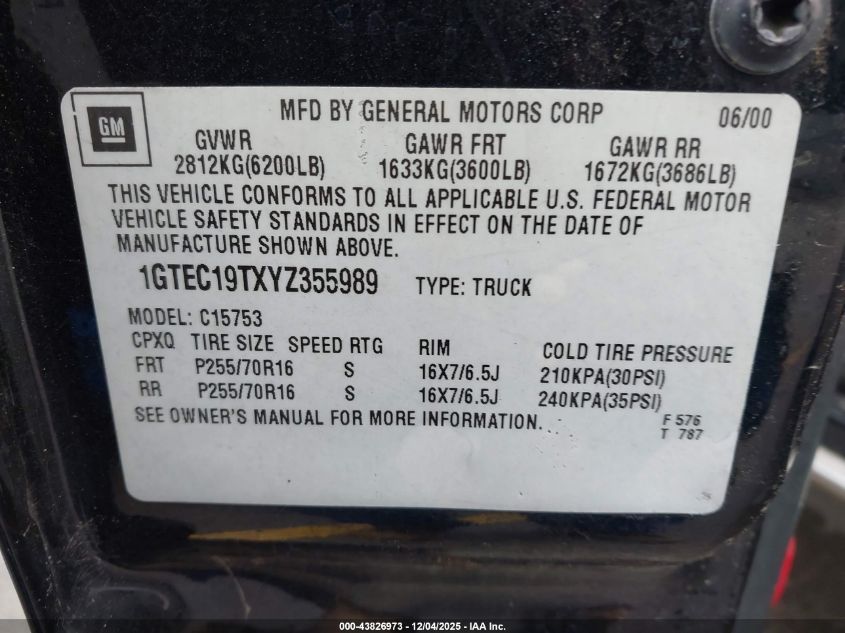 GM
MFD BY GENERAL MOTORS CORP 06/00
GVWR GAWR FRT GAWR RR
2812KG(6200LB) 1633KG(3600LB) 1672KG(3686LB)
THIS VEHICLE CONFORMS TO ALL APPLICABLE U.S. FEDERAL MOTOR
VEHICLE SAFETY STANDARDS IN EFFECT ON THE DATE OF
MANUFACTURE SHOWN ABOVE.
1GTEC19TXYZ355989 TYPE: TRUCK
MODEL: C15753
CPXQ TIRE SIZE SPEED RTG RIM COLD TIRE PRESSURE
FRT P255/70R16 S 16X7/6.5J 210KPA(30PSI)
RR P255/70R16 S 16X7/6.5J 240KPA(35PSI)
SEE OWNER'S MANUAL FOR MORE INFORMATION. F 576
T 787
000-43826973 - 12/04/2025 - IAA Inc.